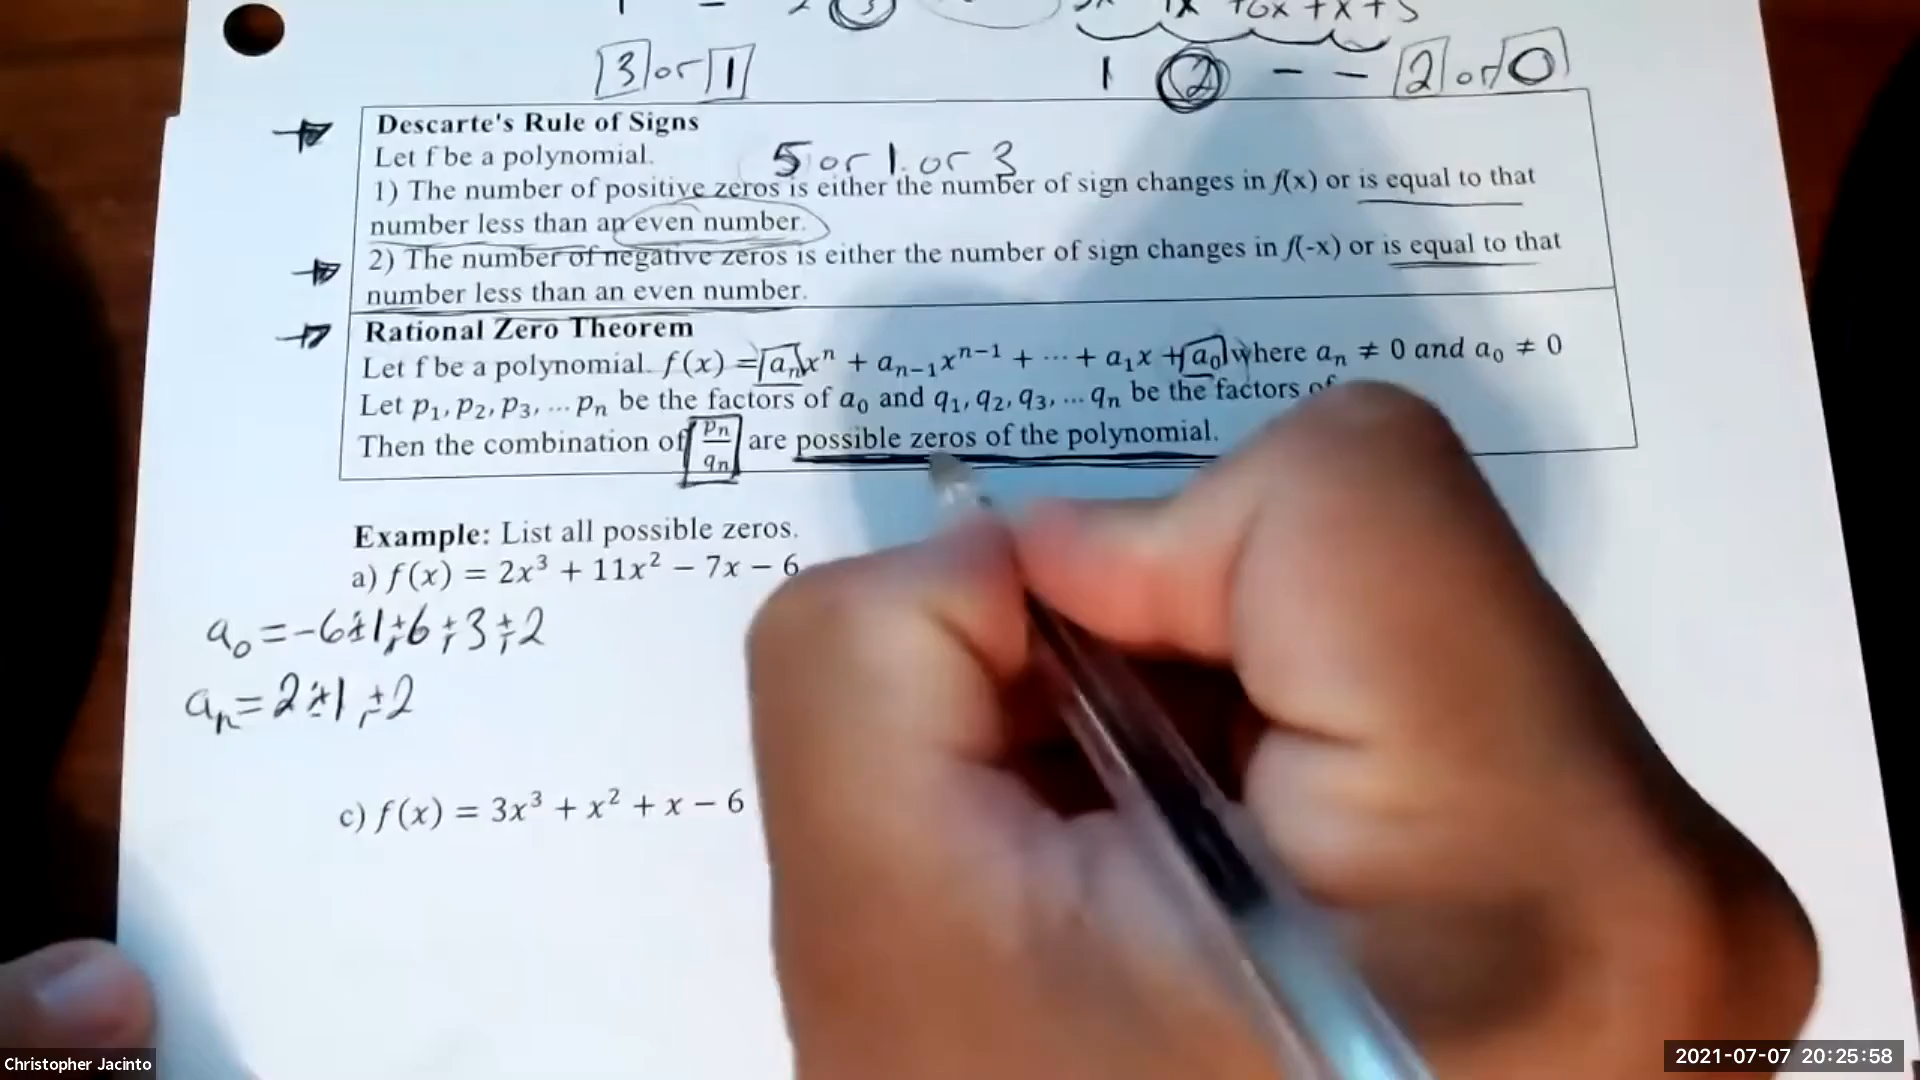 +6x + x + 5
3 or 1
1 2 - - 2 or 0
Descarte's Rule of Signs
Let f be a polynomial. 5 or 1 or 3
1) The number of positive zeros is either the number of sign changes in f(x) or is equal to that
number less than an even number.
2) The number of negative zeros is either the number of sign changes in f(-x) or is equal to that
number less than an even number.
Rational Zero Theorem
Let f be a polynomial. f(x) = aₙxⁿ + aₙ₋₁xⁿ⁻¹ + ⋯ + a₁x + a₀ where aₙ ≠ 0 and a₀ ≠ 0
Let p₁, p₂, p₃, … pₙ be the factors of a₀ and q₁, q₂, q₃, … qₙ be the factors of
Then the combination of pₙ/qₙ are possible zeros of the polynomial.
Example: List all possible zeros.
a) f(x) = 2x³ + 11x² − 7x − 6
a₀ = -6 ±1, ±6, ±3, ±2
aₙ = 2 ±1, ±2
c) f(x) = 3x³ + x² + x − 6
Christopher Jacinto
2021-07-07 20:25:58